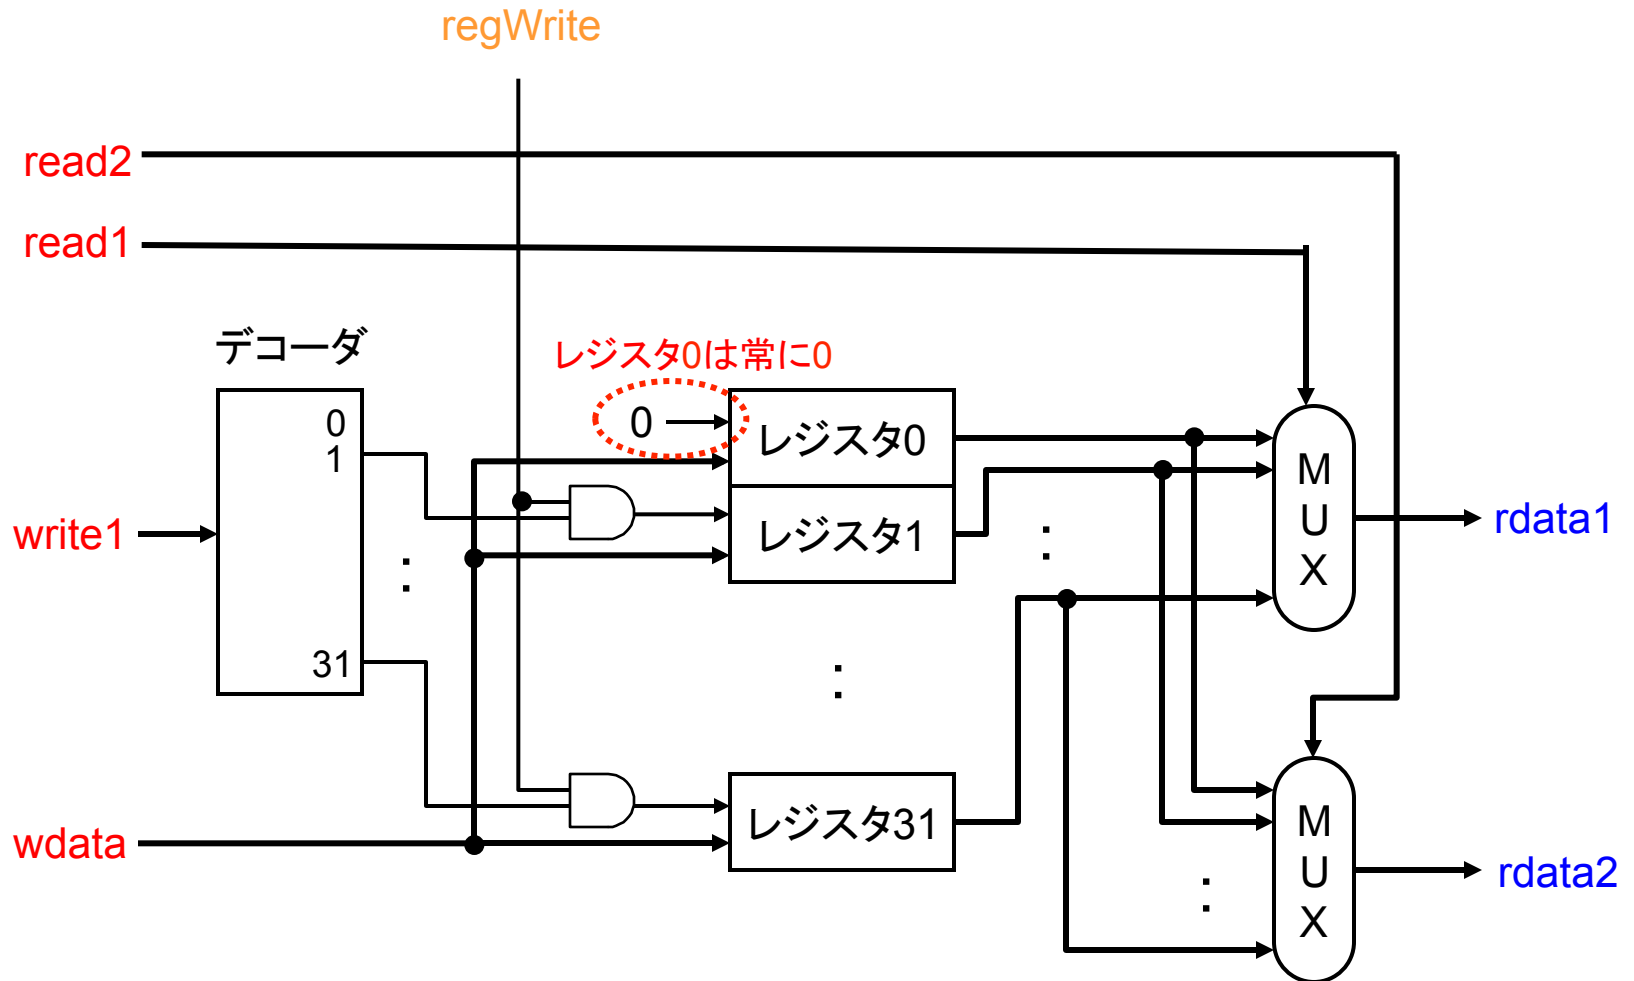 regWrite
read2
read1
デコーダ
レジスタ0は常に0
0
1
31
0
レジスタ0
レジスタ1
レジスタ31
write1
wdata
:
:
:
:
M
U
X
rdata1
M
U
X
rdata2